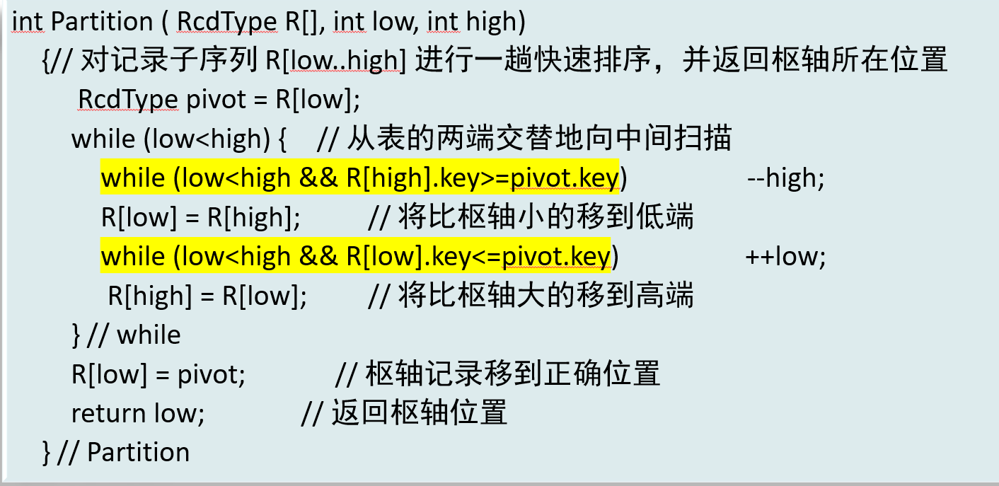 int Partition ( RcdType R[], int low, int high)
{// 对记录子序列 R[low..high] 进行一趟快速排序，并返回枢轴所在位置
RcdType pivot = R[low];
while (low<high) { // 从表的两端交替地向中间扫描
while (low<high && R[high].key>=pivot.key) --high;
R[low] = R[high]; // 将比枢轴小的移到低端
while (low<high && R[low].key<=pivot.key) ++low;
R[high] = R[low]; // 将比枢轴大的移到高端
} // while
R[low] = pivot; // 枢轴记录移到正确位置
return low; // 返回枢轴位置
} // Partition